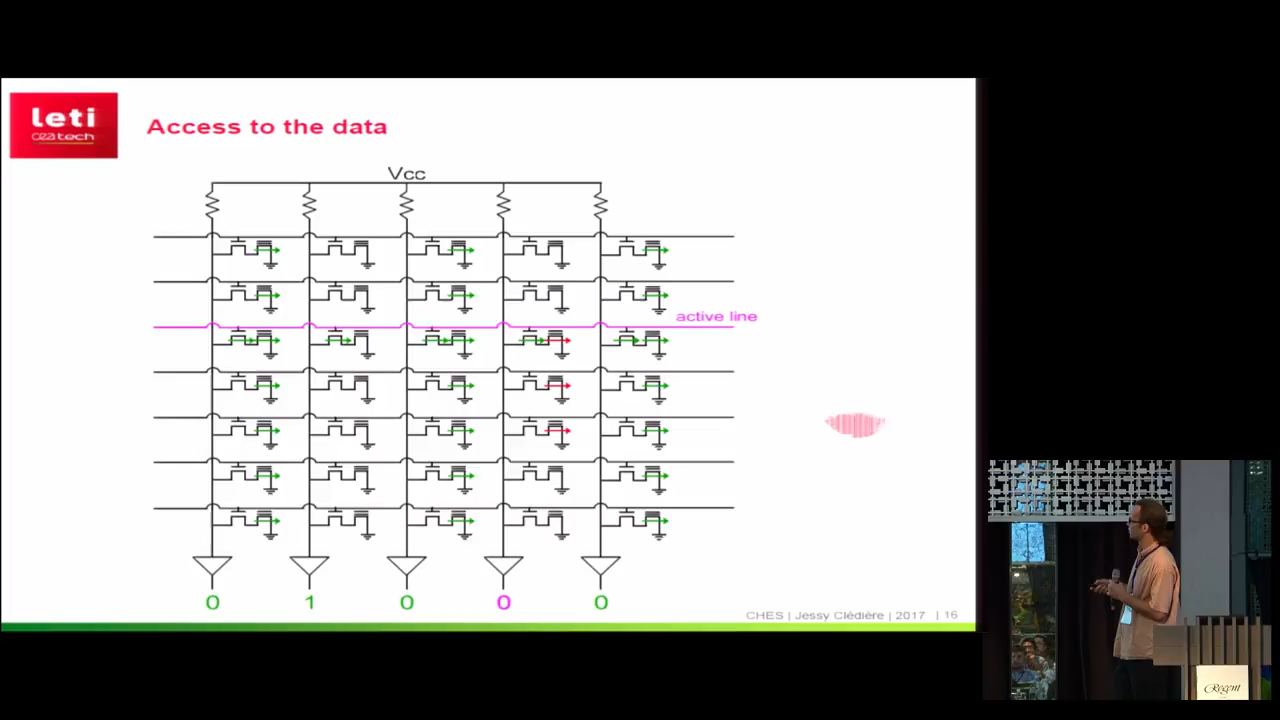 leti
ceatech
Access to the data
Vcc
active line
0 1 0 0 0
CHES | Jessy Clédière | 2017 | 16
Regent